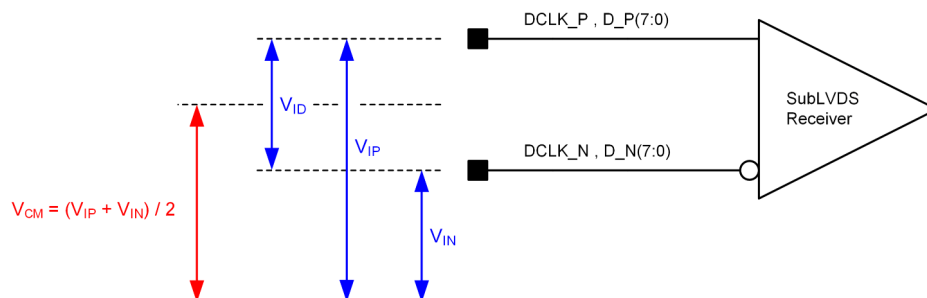 DCLK_P , D_P(7:0)
V_ID
SubLVDS
Receiver
V_IP
DCLK_N , D_N(7:0)
V_CM = (V_IP + V_IN) / 2
V_IN